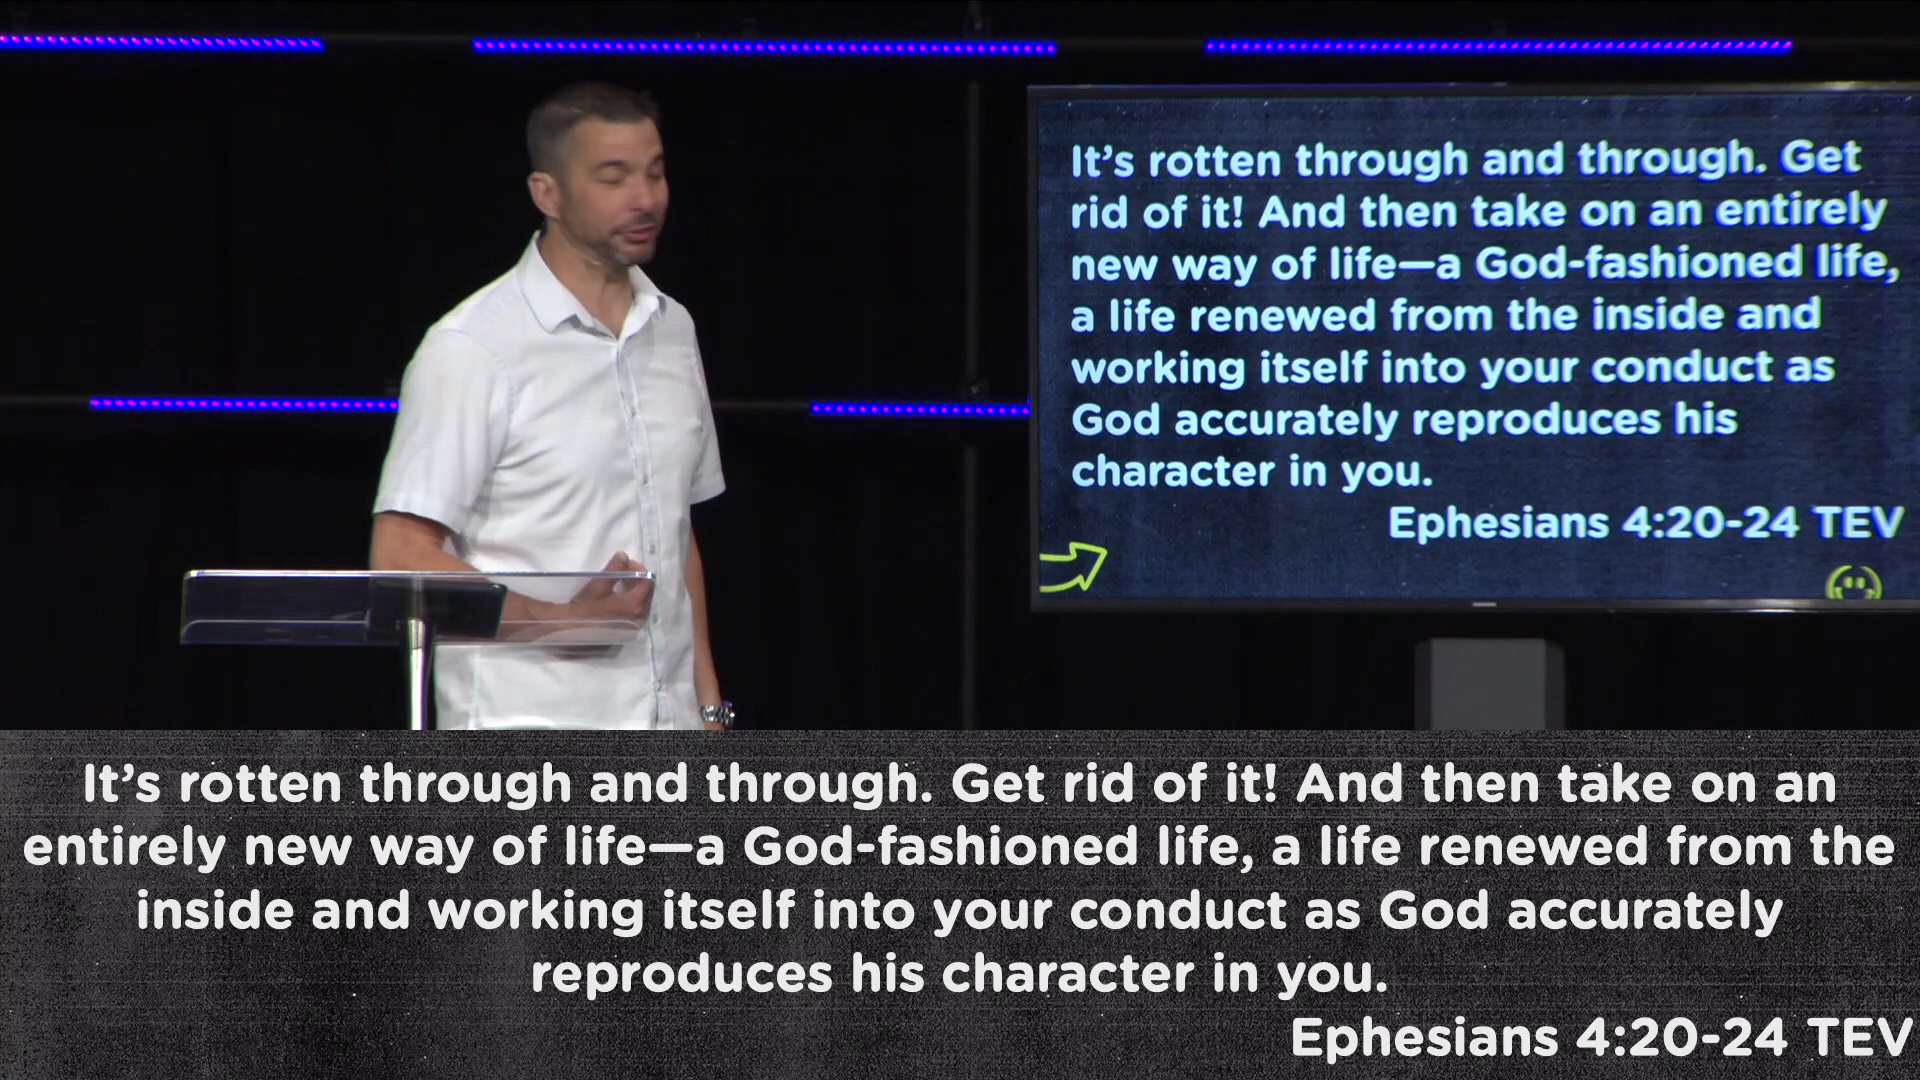 It’s rotten through and through. Get
rid of it! And then take on an entirely
new way of life—a God-fashioned life,
a life renewed from the inside and
working itself into your conduct as
God accurately reproduces his
character in you.
Ephesians 4:20-24 TEV
It’s rotten through and through. Get rid of it! And then take on an
entirely new way of life—a God-fashioned life, a life renewed from the
inside and working itself into your conduct as God accurately
reproduces his character in you.
Ephesians 4:20-24 TEV